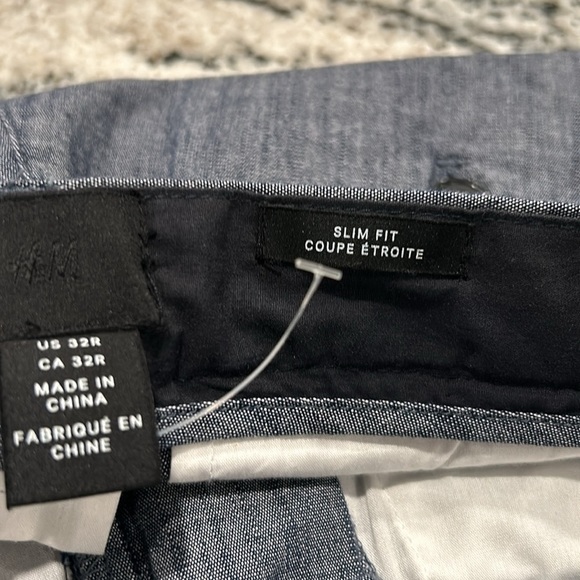 H&M
US 32R
CA 32R
MADE IN
CHINA
FABRIQUÉ EN
CHINE
SLIM FIT
COUPE ÉTROITE